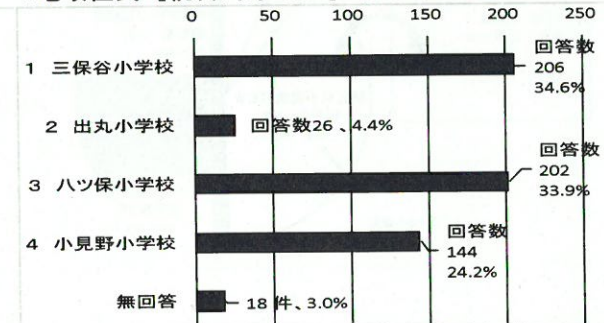 0 50 100 150 200 250
1 三保谷小学校
回答数
206
34.6%
2 出丸小学校
回答数26 、4.4%
3 八ツ保小学校
回答数
202
33.9%
4 小見野小学校
回答数
144
24.2%
無回答
18 件、3.0%